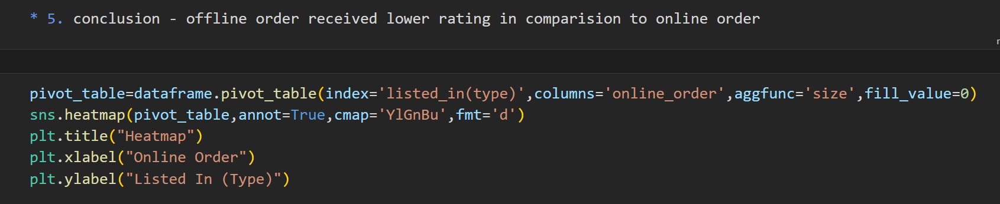 * 5. conclusion - offline order received lower rating in comparision to online order
pivot_table=dataframe.pivot_table(index='listed_in(type)',columns='online_order',aggfunc='size',fill_value=0)
sns.heatmap(pivot_table,annot=True,cmap='YlGnBu',fmt='d')
plt.title("Heatmap")
plt.xlabel("Online Order")
plt.ylabel("Listed In (Type)")